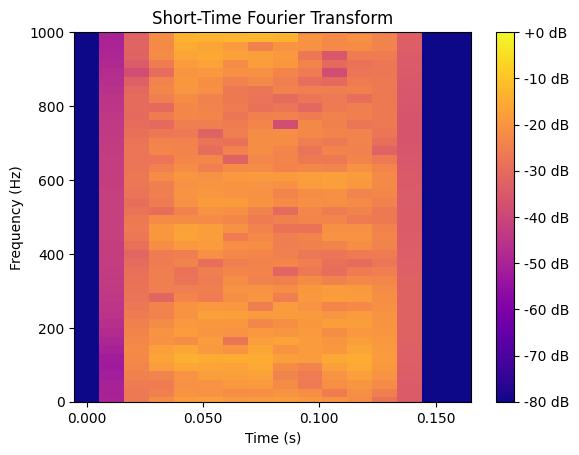 Short-Time Fourier Transform
1000
800
600
400
200
0
Frequency (Hz)
0.000
0.050
0.100
0.150
Time (s)
+0 dB
-10 dB
-20 dB
-30 dB
-40 dB
-50 dB
-60 dB
-70 dB
-80 dB